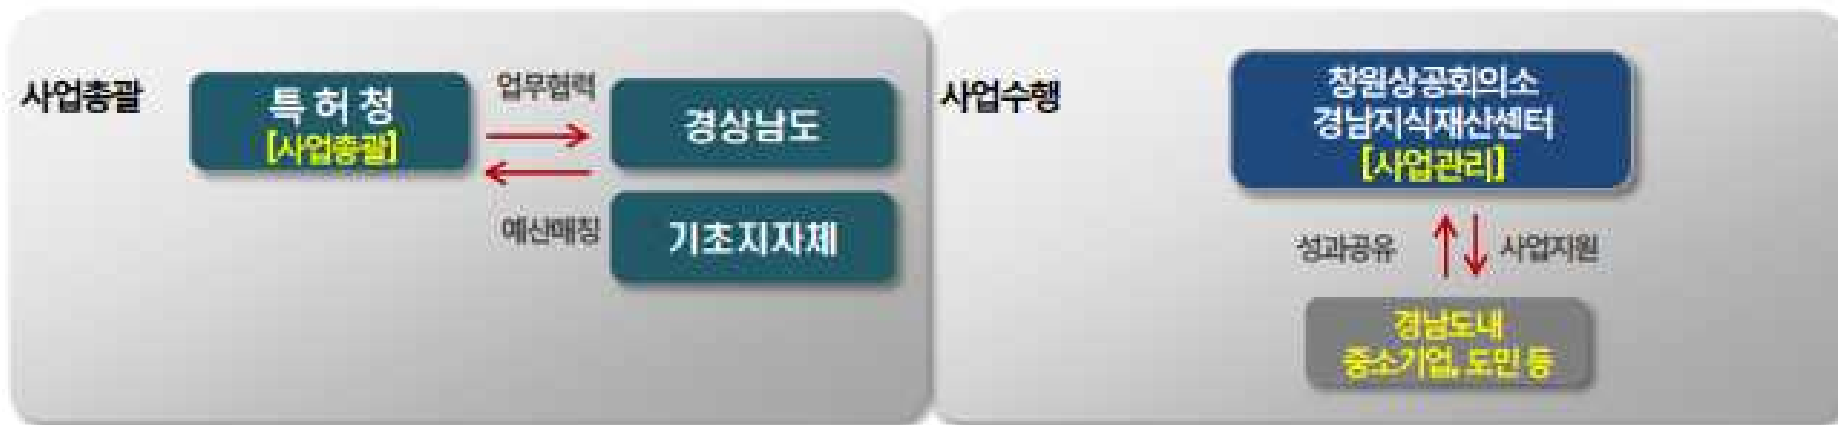 사업총괄
특 허 청
[사업총괄]
업무협력
경상남도
예산매칭
기초지자체
사업수행
창원상공회의소
경남지식재산센터
[사업관리]
성과공유
사업지원
경남도내
중소기업, 도민 등